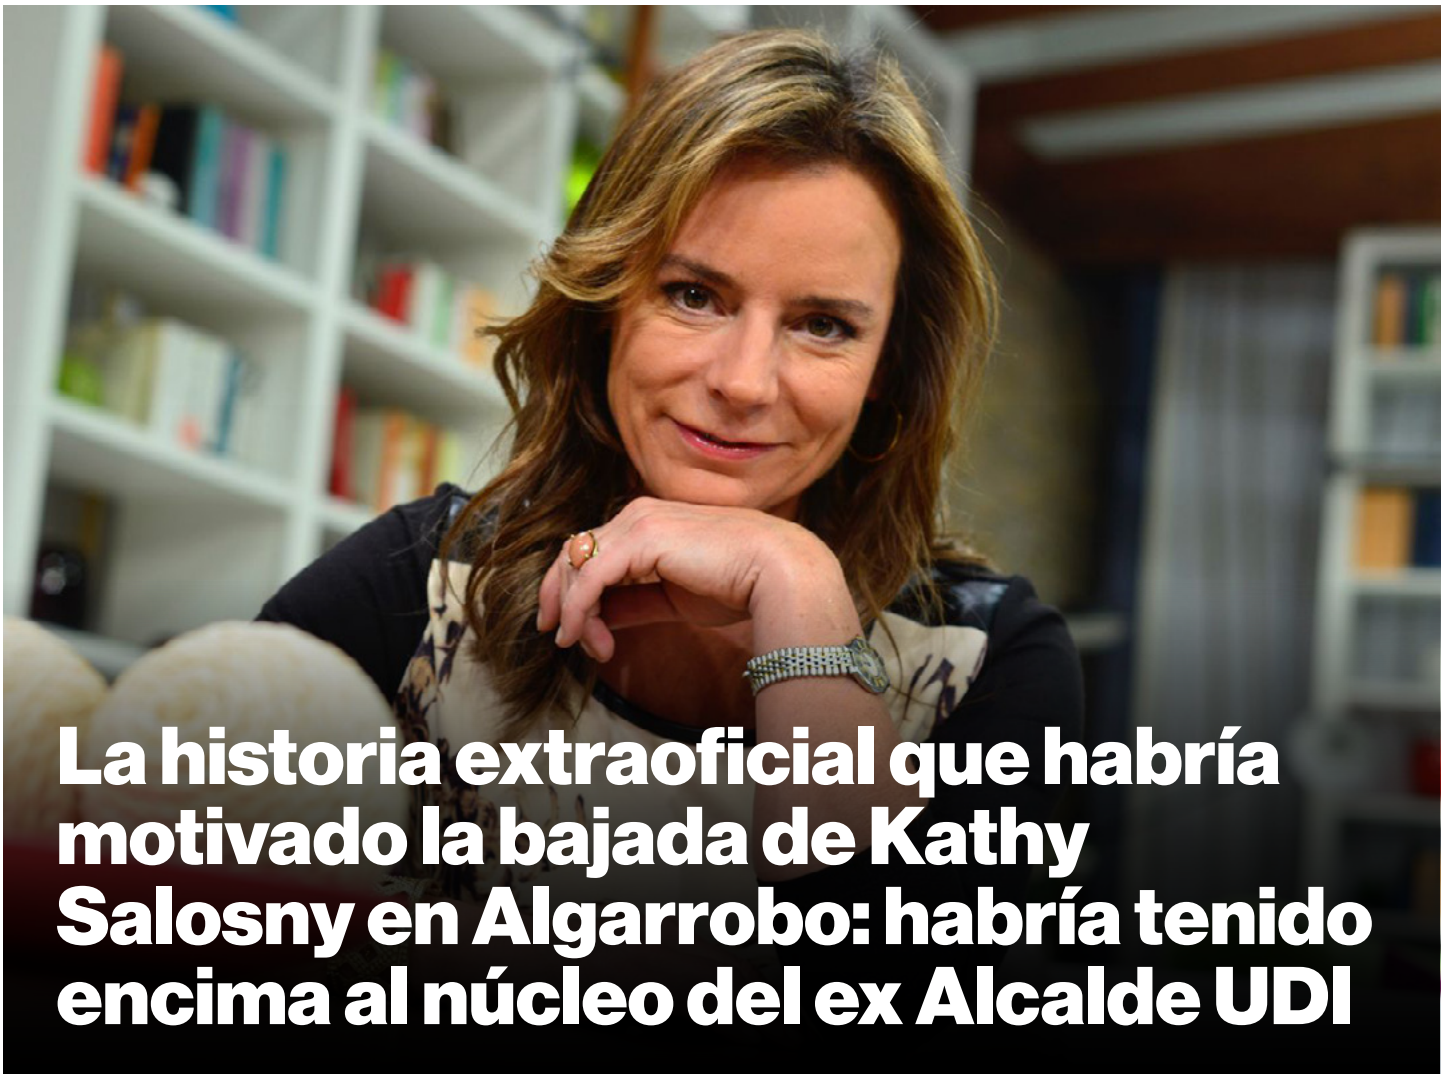 La historia extraoficial que habría
motivado la bajada de Kathy
Salosny en Algarrobo: habría tenido
encima al núcleo del ex Alcalde UDI